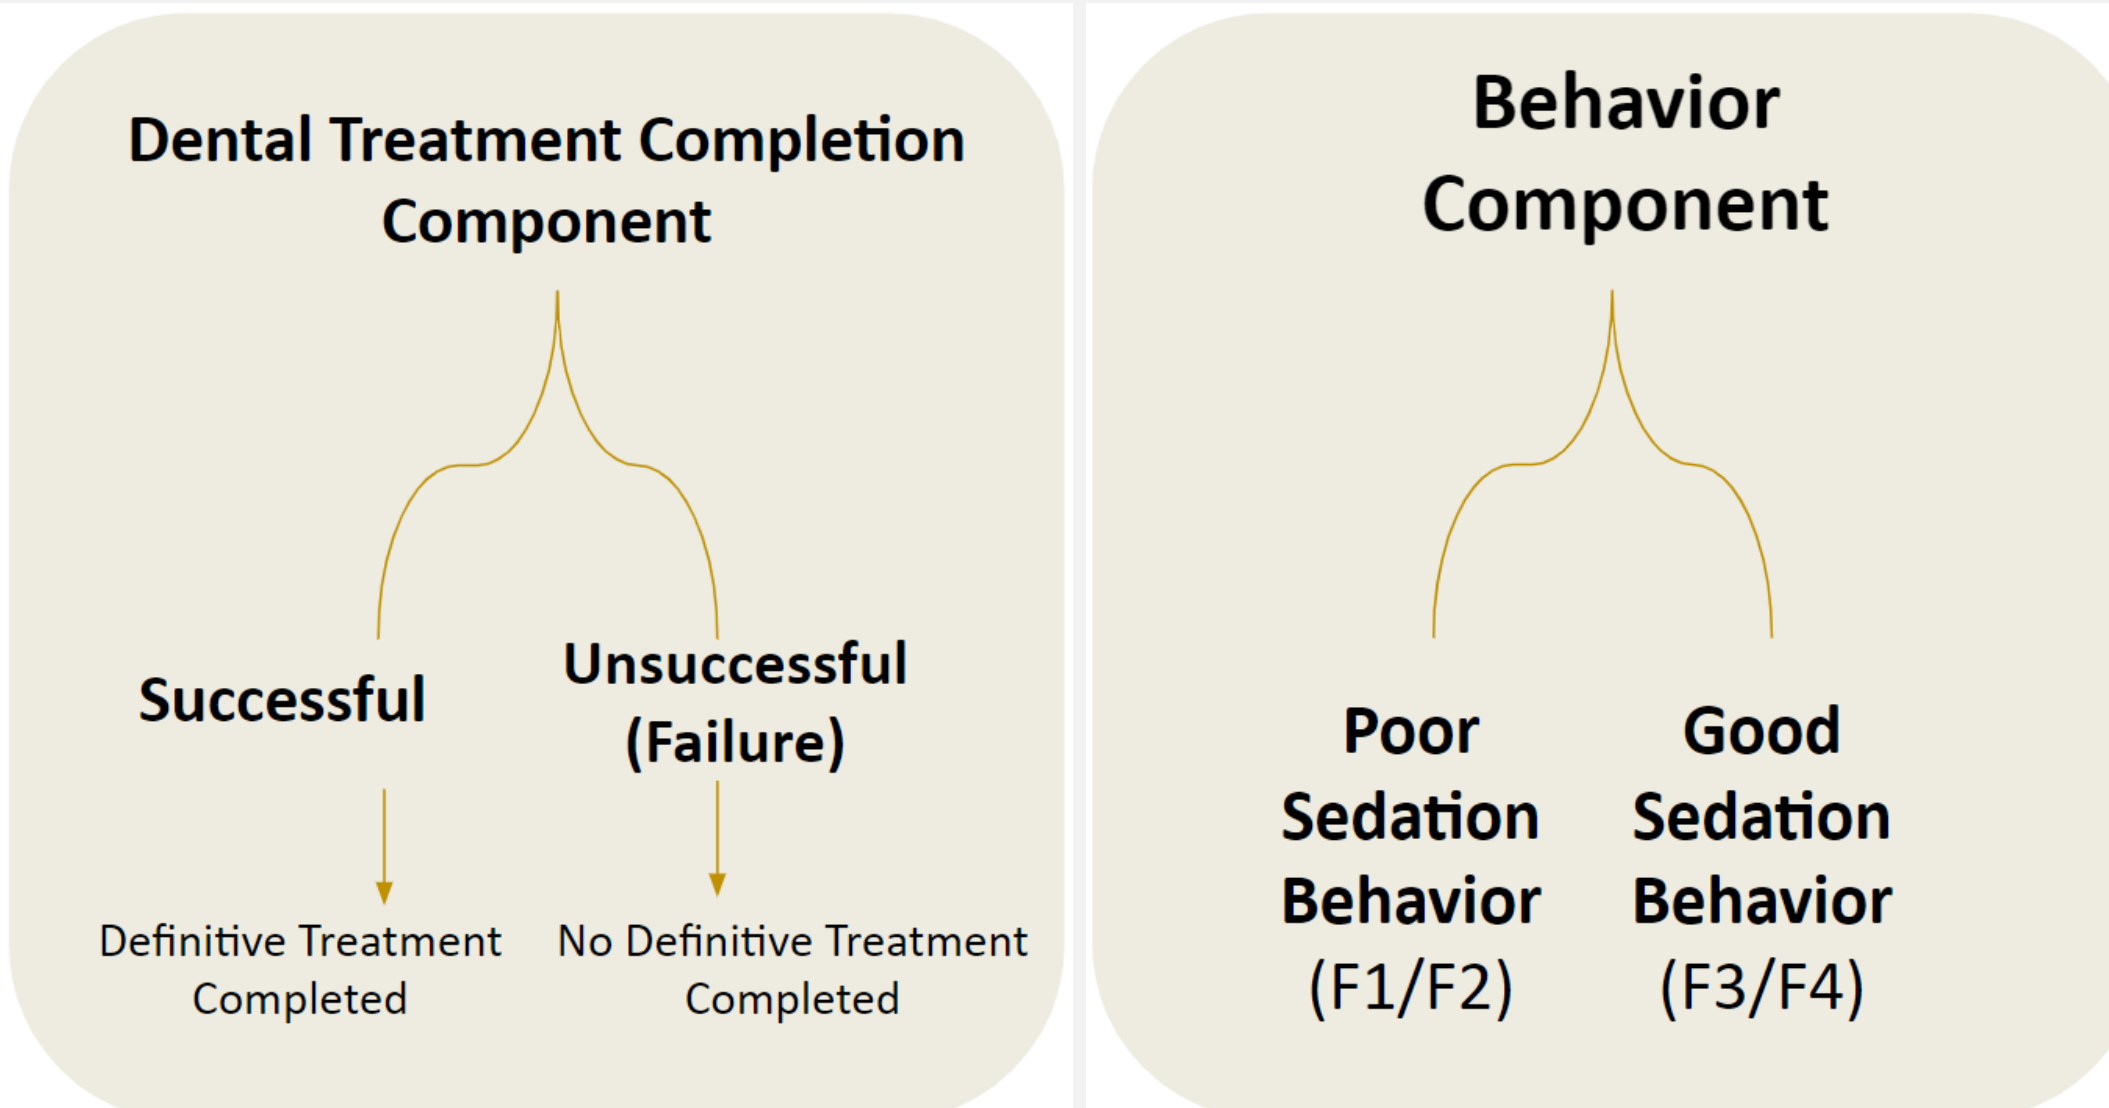 Dental Treatment Completion
Component
Successful
Unsuccessful
(Failure)
Definitive Treatment
Completed
No Definitive Treatment
Completed
Behavior
Component
Poor
Sedation
Behavior
(F1/F2)
Good
Sedation
Behavior
(F3/F4)